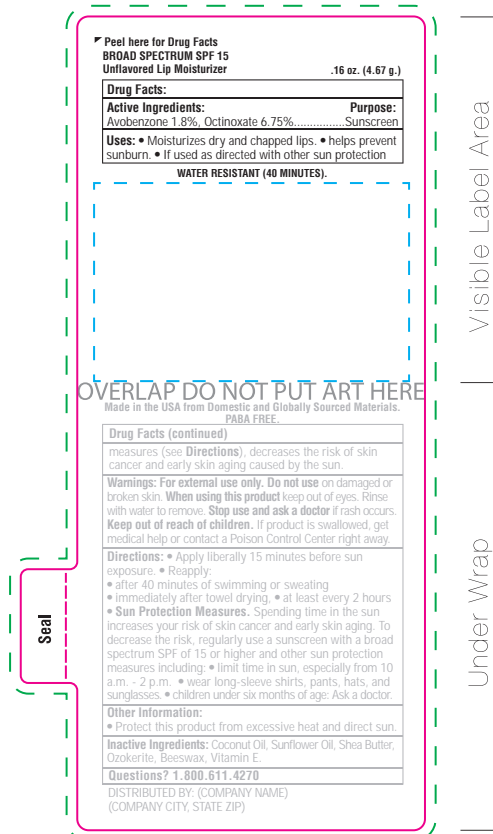 Peel here for Drug Facts
BROAD SPECTRUM SPF 15
Unflavored Lip Moisturizer .16 oz. (4.67 g.)
Drug Facts:
Active Ingredients: Purpose:
Avobenzone 1.8%, Octinoxate 6.75%................Sunscreen
Uses: • Moisturizes dry and chapped lips. • helps prevent
sunburn. • If used as directed with other sun protection
WATER RESISTANT (40 MINUTES).
OVERLAP DO NOT PUT ART HERE
Made in the USA from Domestic and Globally Sourced Materials.
PABA FREE.
Drug Facts (continued)
measures (see Directions), decreases the risk of skin
cancer and early skin aging caused by the sun.
Warnings: For external use only. Do not use on damaged or
broken skin. When using this product keep out of eyes. Rinse
with water to remove. Stop use and ask a doctor if rash occurs.
Keep out of reach of children. If product is swallowed, get
medical help or contact a Poison Control Center right away.
Directions: • Apply liberally 15 minutes before sun
exposure. • Reapply:
• after 40 minutes of swimming or sweating
• immediately after towel drying, • at least every 2 hours
• Sun Protection Measures. Spending time in the sun
increases your risk of skin cancer and early skin aging. To
decrease the risk, regularly use a sunscreen with a broad
spectrum SPF of 15 or higher and other sun protection
measures including: • limit time in sun, especially from 10
a.m. - 2 p.m. • wear long-sleeve shirts, pants, hats, and
sunglasses. • children under six months of age: Ask a doctor.
Other Information:
• Protect this product from excessive heat and direct sun.
Inactive Ingredients: Coconut Oil, Sunflower Oil, Shea Butter,
Ozokerite, Beeswax, Vitamin E.
Questions? 1.800.611.4270
DISTRIBUTED BY: (COMPANY NAME)
(COMPANY CITY, STATE ZIP)
Seal
Visible Label Area
Under Wrap